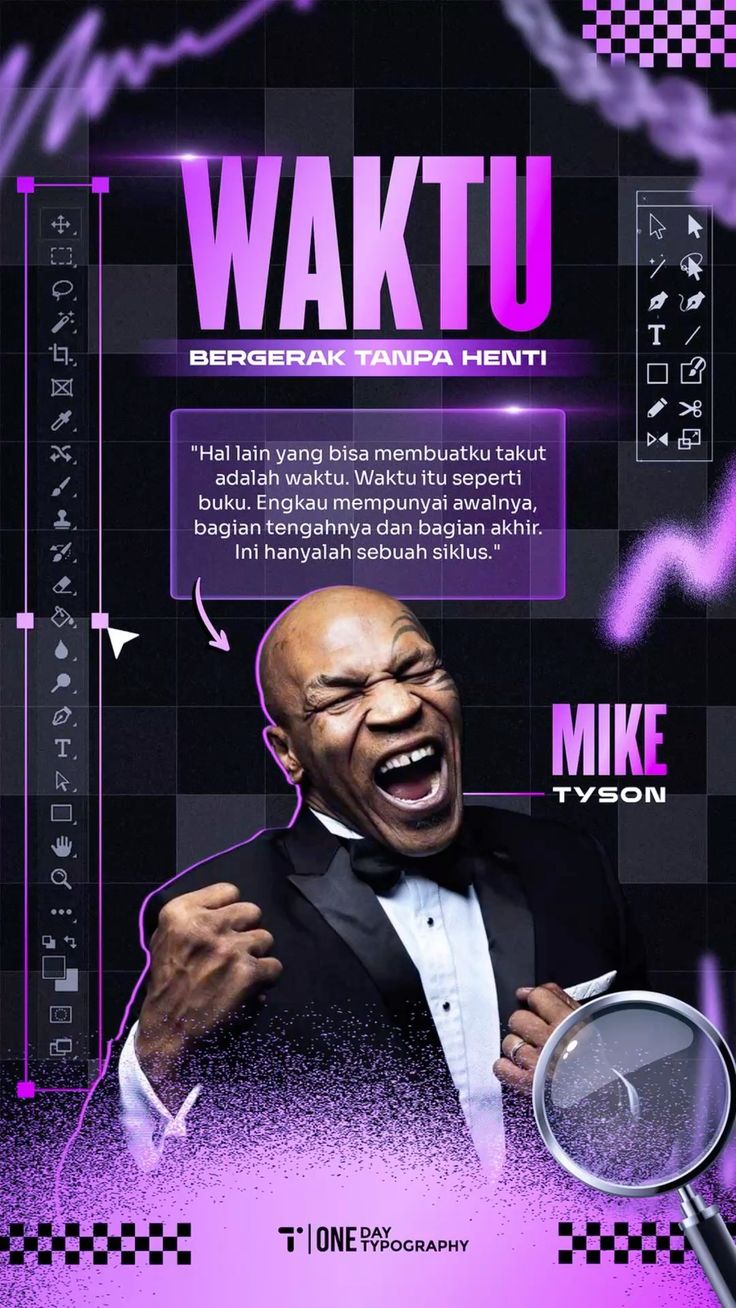 WAKTU
BERGERAK TANPA HENTI
"Hal lain yang bisa membuatku takut
adalah waktu. Waktu itu seperti
buku. Engkau mempunyai awalnya,
bagian tengahnya dan bagian akhir.
Ini hanyalah sebuah siklus."
MIKE
TYSON
ONE DAY
TYPOGRAPHY